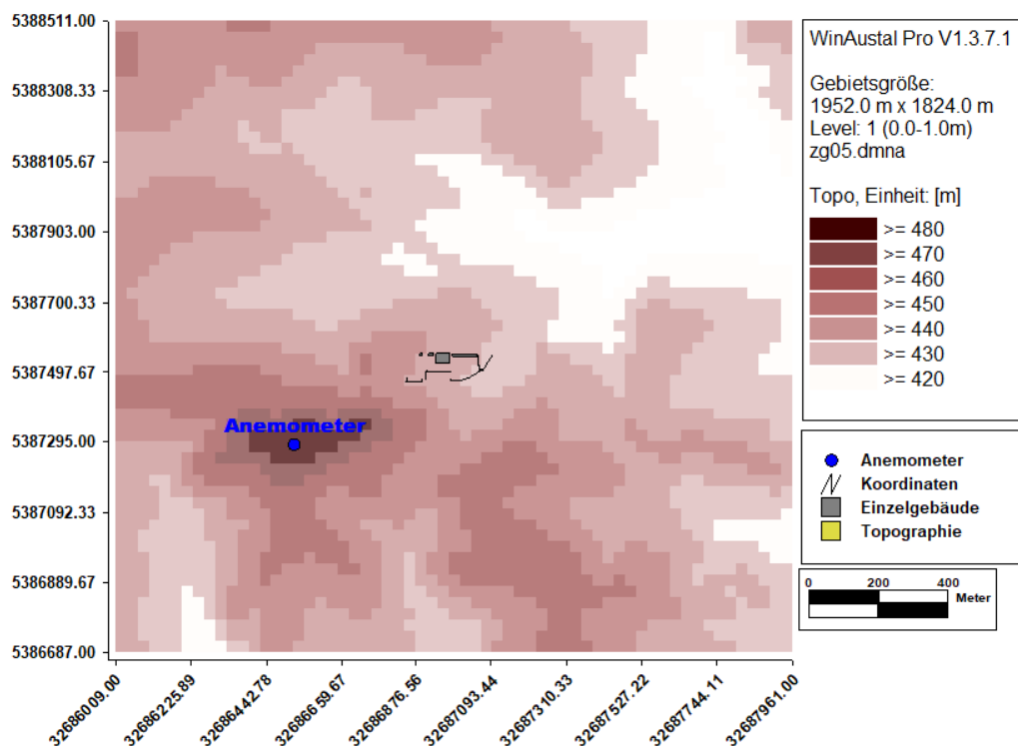 5388511.00
5388308.33
5388105.67
5387903.00
5387700.33
5387497.67
5387295.00
5387092.33
5386889.67
5386687.00
32686009.00
32686225.89
32686442.78
32686659.67
32686876.56
32687093.44
32687310.33
32687527.22
32687744.11
32687961.00
Anemometer
WinAustal Pro V1.3.7.1
Gebietsgröße:
1952.0 m x 1824.0 m
Level: 1 (0.0-1.0m)
zg05.dmna
Topo, Einheit: [m]
>= 480
>= 470
>= 460
>= 450
>= 440
>= 430
>= 420
Anemometer
Koordinaten
Einzelgebäude
Topographie
0 200 400
Meter